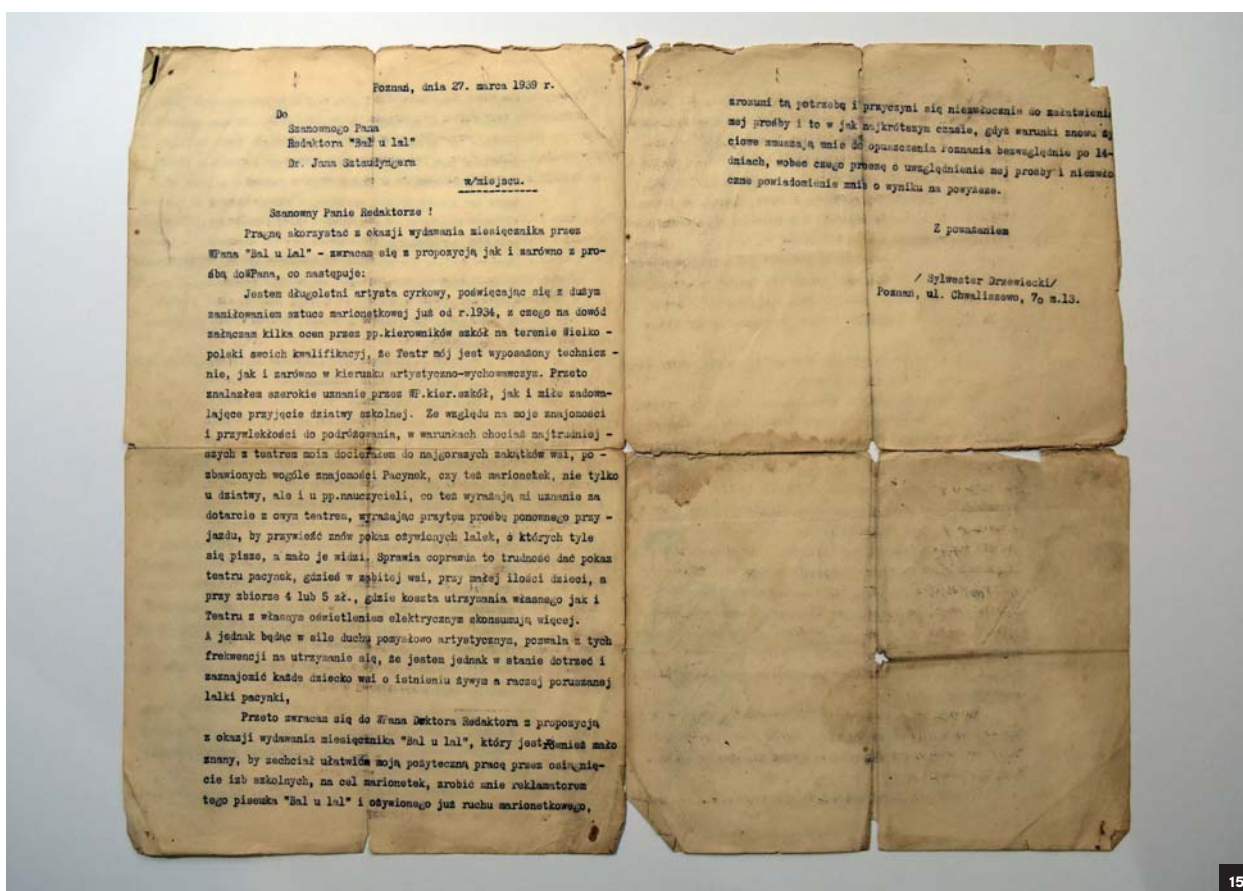 Poznań, dnia 27. marca 1939 r.
Do
Szanownego Pana
Redaktora "Bal u lal"
Dr. Jana Sztaudyngera
w/miejscu.
Szanowny Panie Redaktorze !
Pragnę skorzystać z okazji wydawania miesięcznika przez
WPana "Bal u Lal" - zwracam się z propozycją jak i zarówno z pro-
śbą doWPana, co następuje:
Jestem długoletni artysta cyrkowy, poświęcając się z dużym
zamiłowaniem sztuce marionetkowej już od r.1934, z czego na dowód
załączam kilka ocen przez pp.kierowników szkół na terenie Wielko -
polski swoich kwalifikacyj, że Teatr mój jest wyposażony technicz -
nie, jak i zarówno w kierunku artystyczno-wychowawczym. Przeto
znalazłem szerokie uznanie przez WP.kier.szkół, jak i miłe zadowa-
lające przyjęcie dziatwy szkolnej. Ze względu na moje znajomości
i przywlekłości do podróżowania, w warunkach chociaż najtrudniej -
szych z teatrem moim docierałem do najgorszych zakątków wsi, po -
zbawionych wogóle znajomości Pacynek, czy też marionetek, nie tylko
u dziatwy, ale i u pp.nauczycieli, co też wyrażają mi uznanie za
dotarcie z owym teatrem, wyrażając przytem prośbę ponownego przy -
jazdu, by przywieść znów pokaz ożywionych lalek, o których tyle
się pisze, a mało je widzi. Sprawia coprawda to trudność dać pokaz
teatru pacynek, gdzieś w zabitej wsi, przy małej ilości dzieci, a
przy zbiorze 4 lub 5 zł., gdzie koszta utrzymania własnego jak i
Teatru z własnym oświetleniem elektrycznym skonsumują więcej.
A jednak będąc w sile duchu pomysłowo artystycznym, pozwala z tych
frekwencji na utrzymanie się, że jestem jednak w stanie dotrzeć i
zaznajomić każde dziecko wsi o istnieniu żywym a raczej poruszanej
lalki pacynki,
Przeto zwracam się do WPana Doktora Redaktora z propozycją
z okazji wydawania miesięcznika "Bal u lal", który jest również mało
znany, by zechciał ułatwić moją pożyteczną pracę przez osiągnię-
cie izb szkolnych, na cel marionetek, zrobić mnie reklamatorem
tego pisemka "Bal u lal" i ożywionego już ruchu marionetkowego,
zrozumi tą potrzebę i przyczyni się niezwłocznie do załatwieni
mej prośby i to w jak najkrótszym czasie, gdyż warunki znowu ży
ciowe zmuszają mnie do opuszczenia Poznania bezwzględnie po 14-
dniach, wobec czego proszę o uwzględnienie mej prośby i niezwło
czne powiadomienie mnie o wyniku na powyższe.
Z poważaniem
/ Sylwester Drzewiecki/
Poznań, ul. Chwaliszewo, 70 m.13.
15